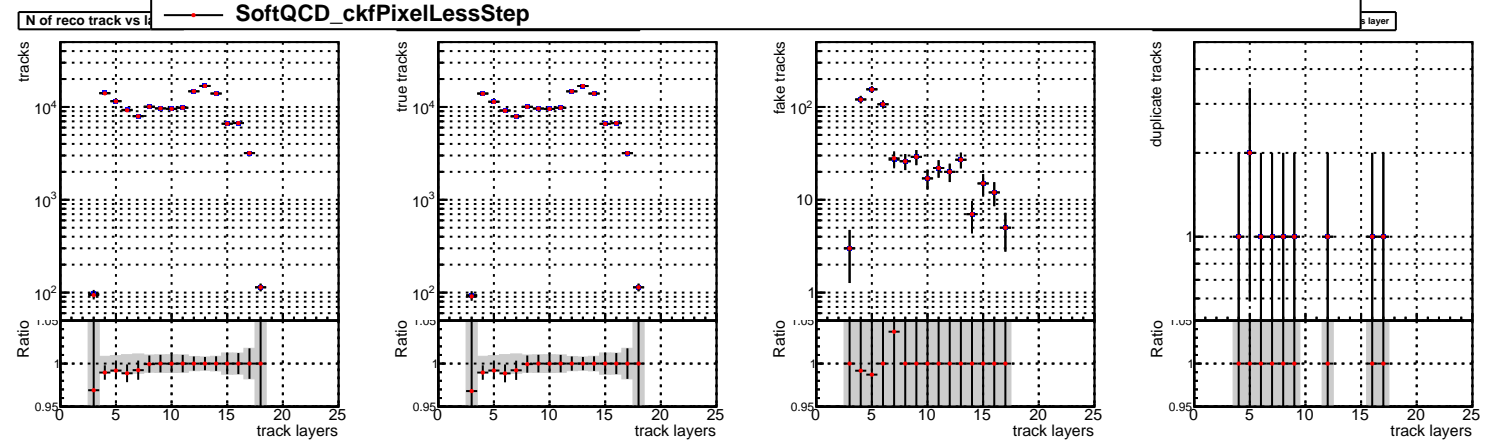 SoftQCD_ckfPixelLessStep
N of reco track vs la
s layer
tracks
10⁴
10³
10²
Ratio
1.05
1
0.95
0 5 10 15 20 25
track layers
true tracks
10⁴
10³
10²
Ratio
1.05
1
0.95
0 5 10 15 20 25
track layers
fake tracks
10²
10
1
Ratio
1.05
1
0.95
0 5 10 15 20 25
track layers
duplicate tracks
1
Ratio
1.05
1
0.95
0 5 10 15 20 25
track layers